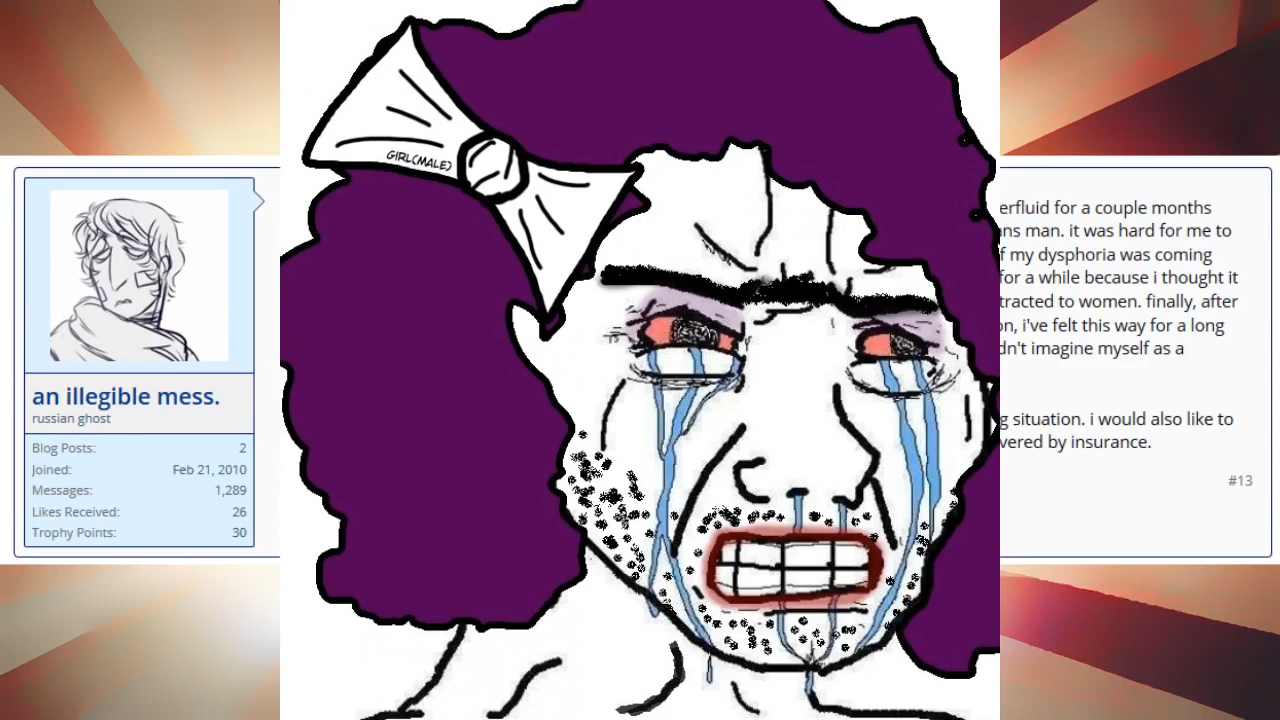 GIRL(MALE)
an illegible mess.
russian ghost
Blog Posts: 2
Joined: Feb 21, 2010
Messages: 1,289
Likes Received: 26
Trophy Points: 30
erfluid for a couple months
ns man. it was hard for me to
f my dysphoria was coming
for a while because i thought it
tracted to women. finally, after
on, i've felt this way for a long
dn't imagine myself as a
g situation. i would also like to
vered by insurance.
#13